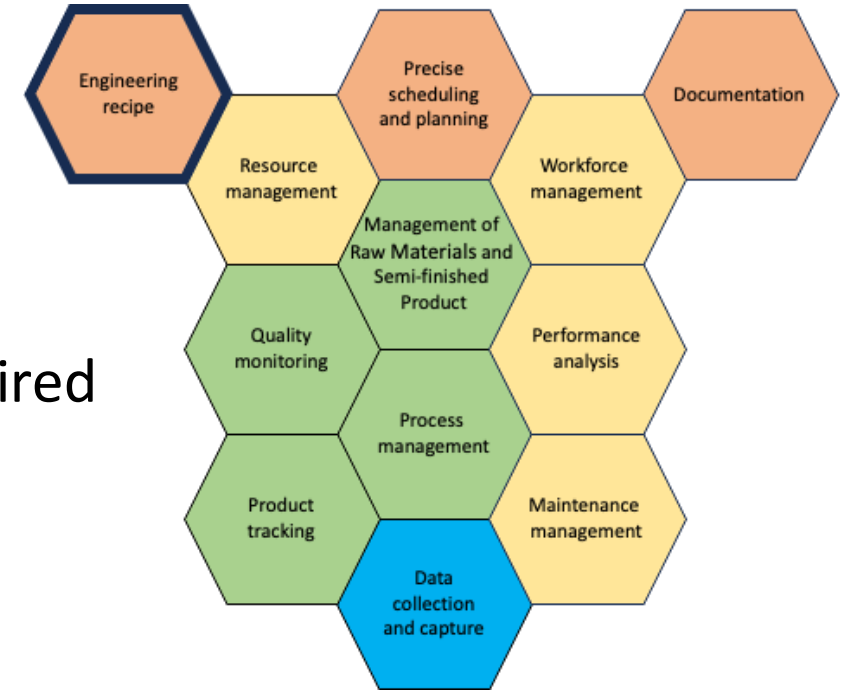 Engineering
recipe
Precise
scheduling
and planning
Documentation
Resource
management
Workforce
management
Management of
Raw Materials and
Semi-finished
Product
Quality
monitoring
Performance
analysis
ired
Process
management
Product
tracking
Maintenance
management
Data
collection
and capture